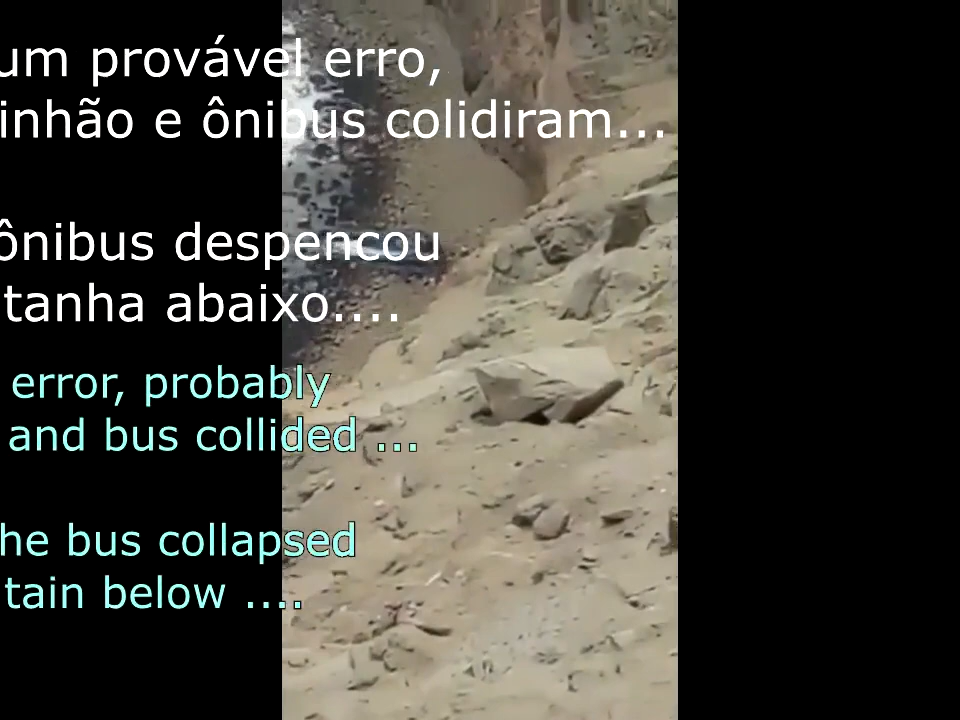 um provável erro,
inhão e ônibus colidiram...
ônibus despencou
tanha abaixo....
error, probably
and bus collided ...
he bus collapsed
tain below ....